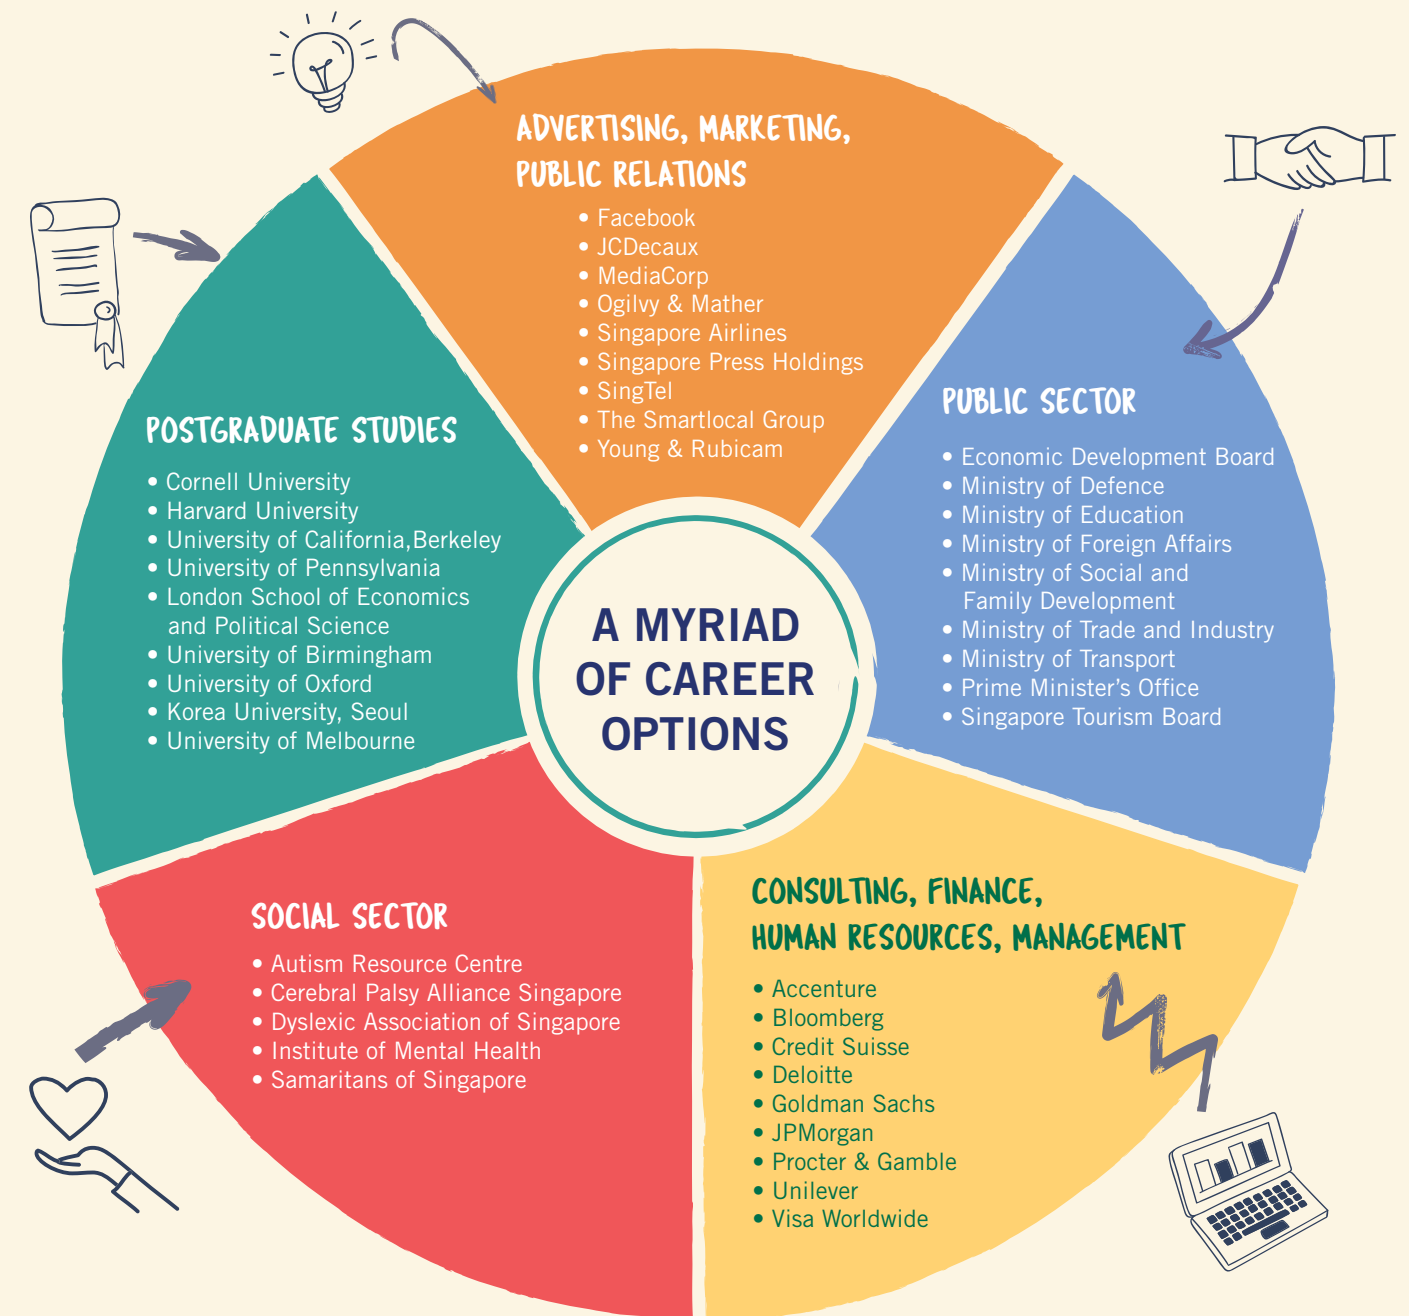 ADVERTISING, MARKETING,
PUBLIC RELATIONS
• Facebook
• JCDecaux
• MediaCorp
• Ogilvy & Mather
• Singapore Airlines
• Singapore Press Holdings
• SingTel
• The Smartlocal Group
• Young & Rubicam
PUBLIC SECTOR
• Economic Development Board
• Ministry of Defence
• Ministry of Education
• Ministry of Foreign Affairs
• Ministry of Social and
Family Development
• Ministry of Trade and Industry
• Ministry of Transport
• Prime Minister’s Office
• Singapore Tourism Board
POSTGRADUATE STUDIES
• Cornell University
• Harvard University
• University of California,Berkeley
• University of Pennsylvania
• London School of Economics
and Political Science
• University of Birmingham
• University of Oxford
• Korea University, Seoul
• University of Melbourne
A MYRIAD
OF CAREER
OPTIONS
SOCIAL SECTOR
• Autism Resource Centre
• Cerebral Palsy Alliance Singapore
• Dyslexic Association of Singapore
• Institute of Mental Health
• Samaritans of Singapore
CONSULTING, FINANCE,
HUMAN RESOURCES, MANAGEMENT
• Accenture
• Bloomberg
• Credit Suisse
• Deloitte
• Goldman Sachs
• JPMorgan
• Procter & Gamble
• Unilever
• Visa Worldwide